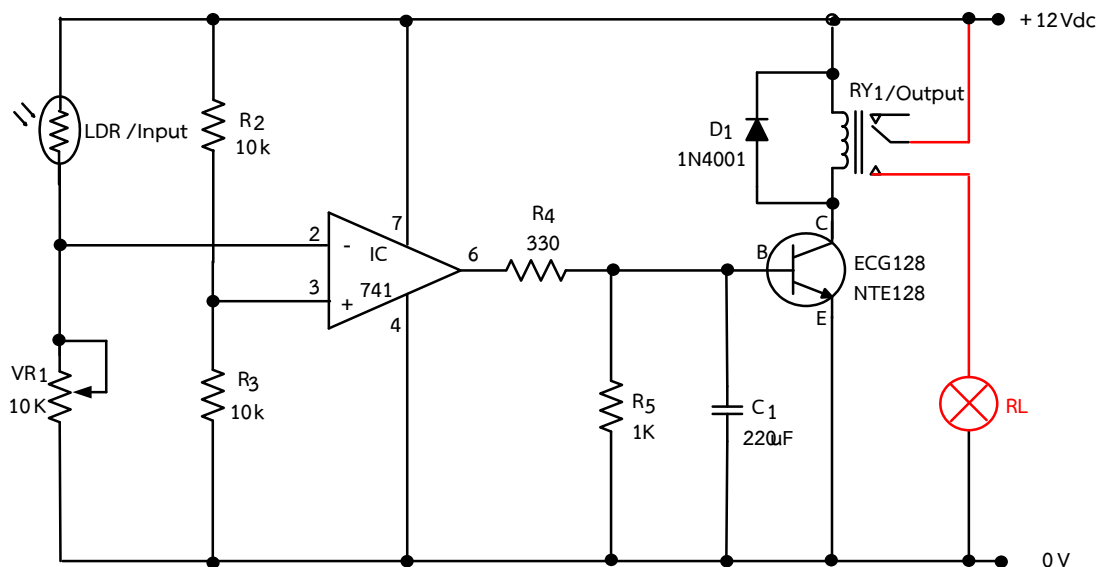 +12Vdc
RY1/Output
LDR /Input
R2
10k
D1
1N4001
R4
330
7
C
2
-
IC
6
B
ECG128
3
+
741
NTE128
4
E
VR1
10K
R3
10k
R5
1K
C1
220uF
RL
0V